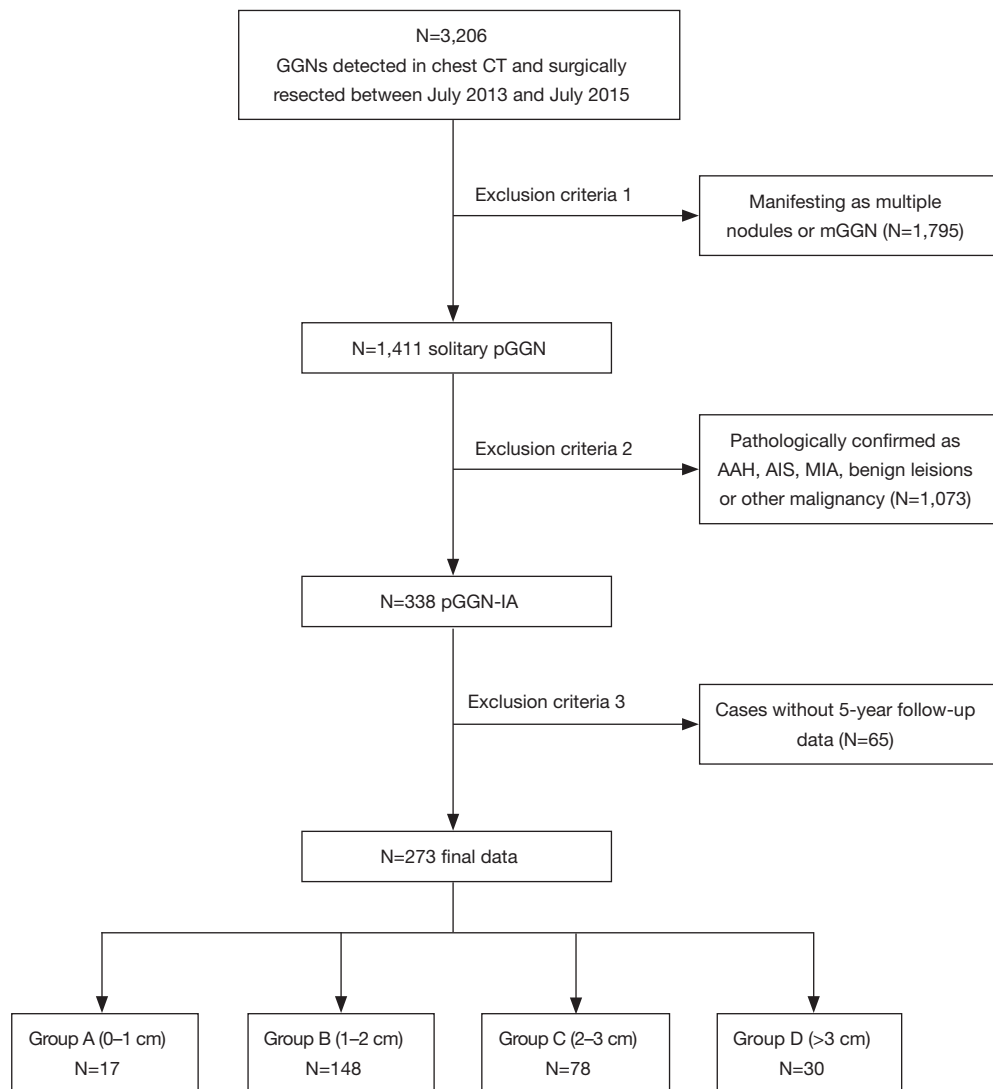 N=3,206
GGNs detected in chest CT and surgically
resected between July 2013 and July 2015
Exclusion criteria 1
Manifesting as multiple
nodules or mGGN (N=1,795)
N=1,411 solitary pGGN
Exclusion criteria 2
Pathologically confirmed as
AAH, AIS, MIA, benign leisions
or other malignancy (N=1,073)
N=338 pGGN-IA
Exclusion criteria 3
Cases without 5-year follow-up
data (N=65)
N=273 final data
Group A (0–1 cm)
N=17
Group B (1–2 cm)
N=148
Group C (2–3 cm)
N=78
Group D (>3 cm)
N=30